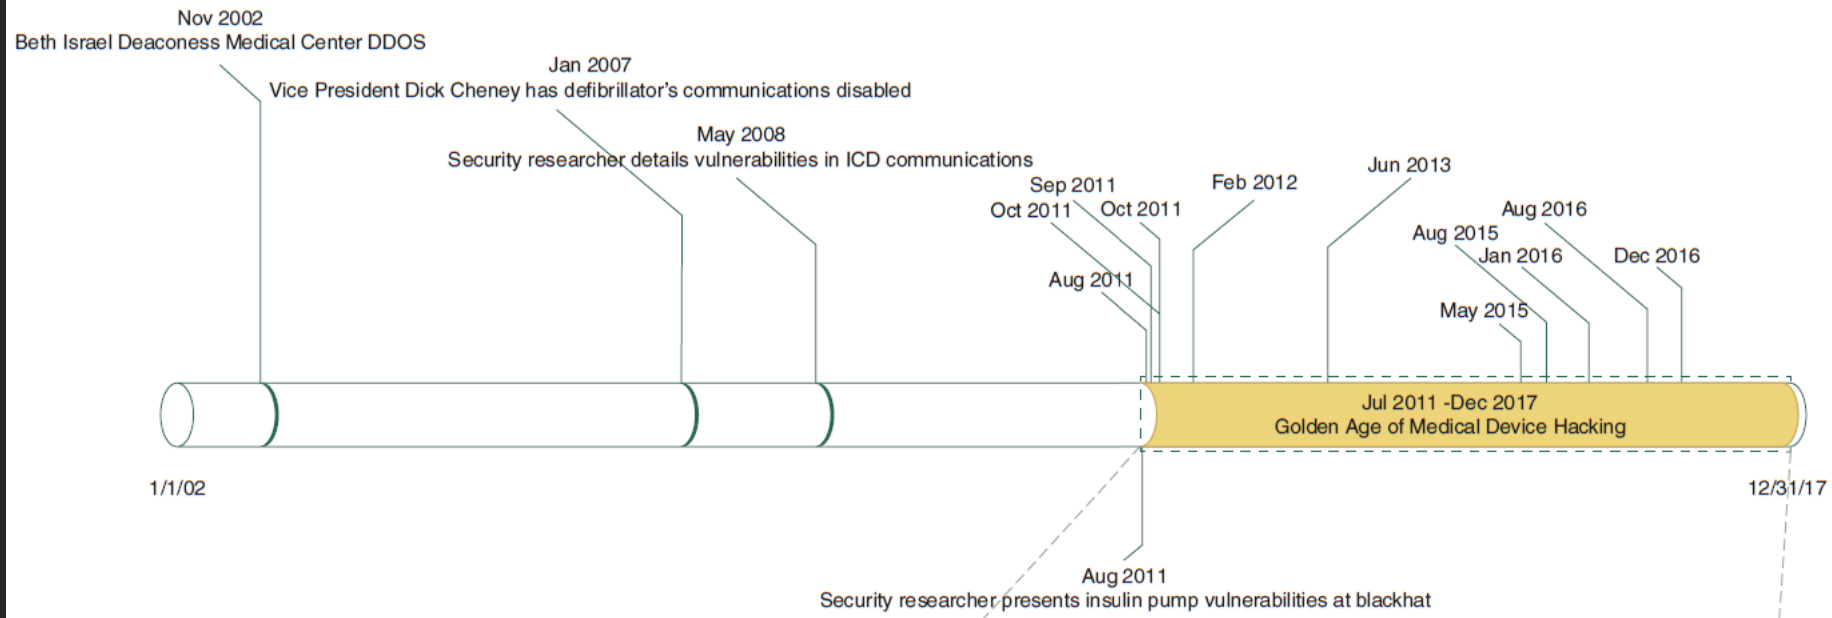 Nov 2002
Beth Israel Deaconess Medical Center DDOS
Jan 2007
Vice President Dick Cheney has defibrillator's communications disabled
May 2008
Security researcher details vulnerabilities in ICD communications
Jun 2013
Feb 2012
Sep 2011
Oct 2011
Oct 2011
Aug 2016
Aug 2015
Jan 2016
Dec 2016
Aug 2011
May 2015
Jul 2011 -Dec 2017
Golden Age of Medical Device Hacking
1/1/02
12/31/17
Aug 2011
Security researcher presents insulin pump vulnerabilities at blackhat